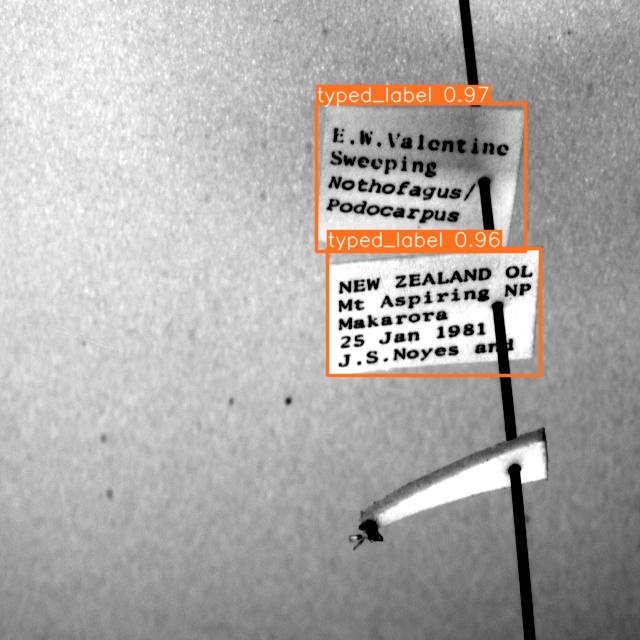 typed_label 0.97
E.W.Valentine
Sweeping
Nothofagus/
Podocarpus
typed_label 0.96
NEW ZEALAND OL
Mt Aspiring NP
Makarora
25 Jan 1981
J.S.Noyes and